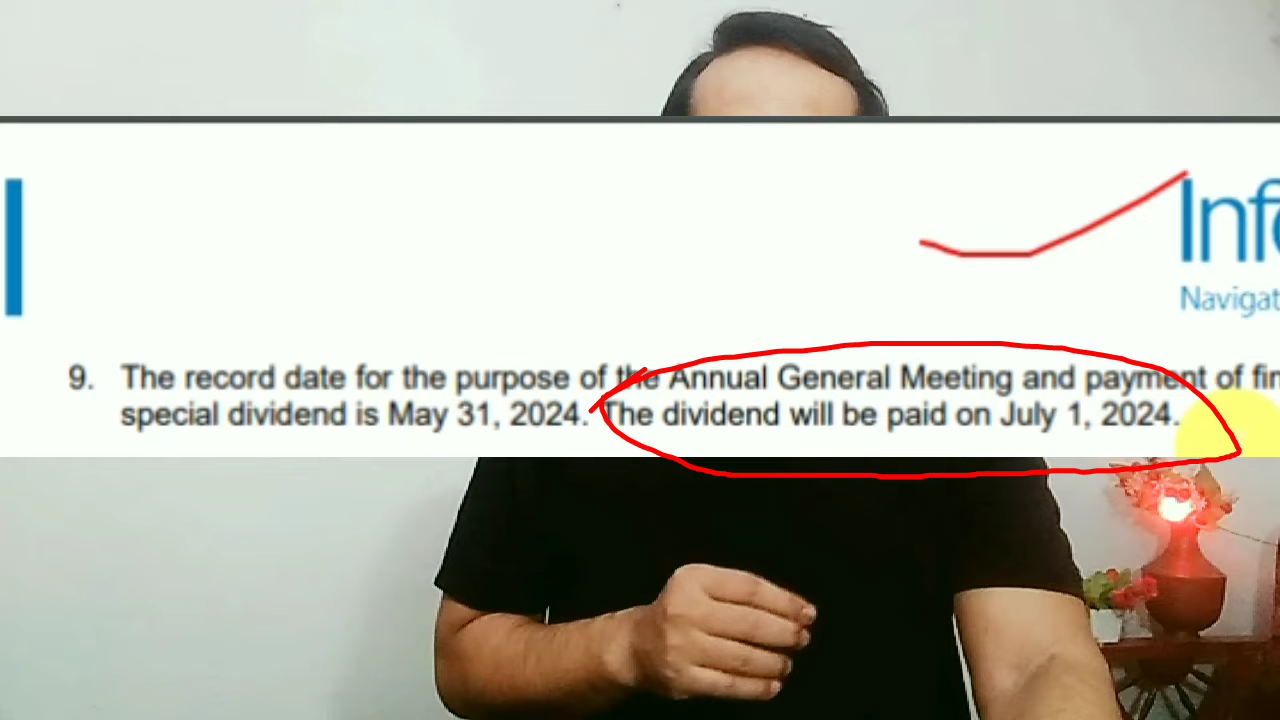 Inf
Navigat
9. The record date for the purpose of the Annual General Meeting and payment of fin
special dividend is May 31, 2024. The dividend will be paid on July 1, 2024.